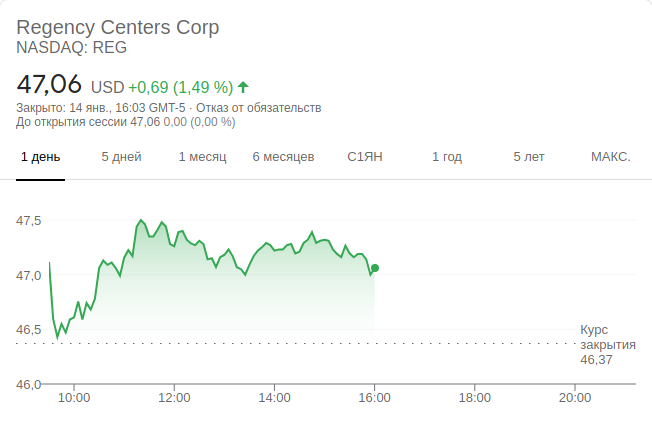 Regency Centers Corp
NASDAQ: REG
47,06 USD +0,69 (1,49 %)
Закрыто: 14 янв., 16:03 GMT-5 · Отказ от обязательств
До открытия сессии 47,06 0,00 (0,00 %)
1 день 5 дней 1 месяц 6 месяцев С1ЯН 1 год 5 лет МАКС.
47,5
47,0
46,5
Курс
закрытия
46,37
46,0
10:00 12:00 14:00 16:00 18:00 20:00